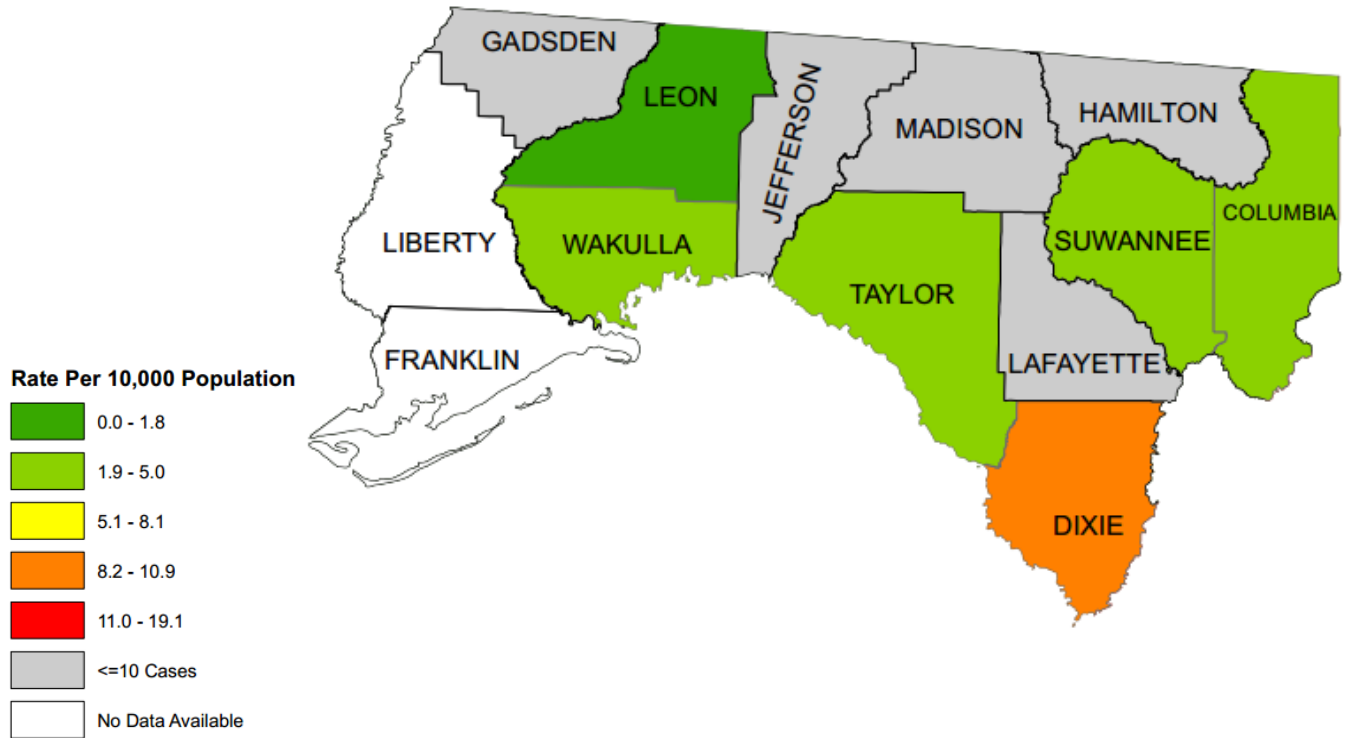 GADSDEN
LEON
JEFFERSON
MADISON
HAMILTON
COLUMBIA
LIBERTY
WAKULLA
SUWANNEE
TAYLOR
FRANKLIN
LAFAYETTE
DIXIE
Rate Per 10,000 Population
0.0 - 1.8
1.9 - 5.0
5.1 - 8.1
8.2 - 10.9
11.0 - 19.1
<=10 Cases
No Data Available